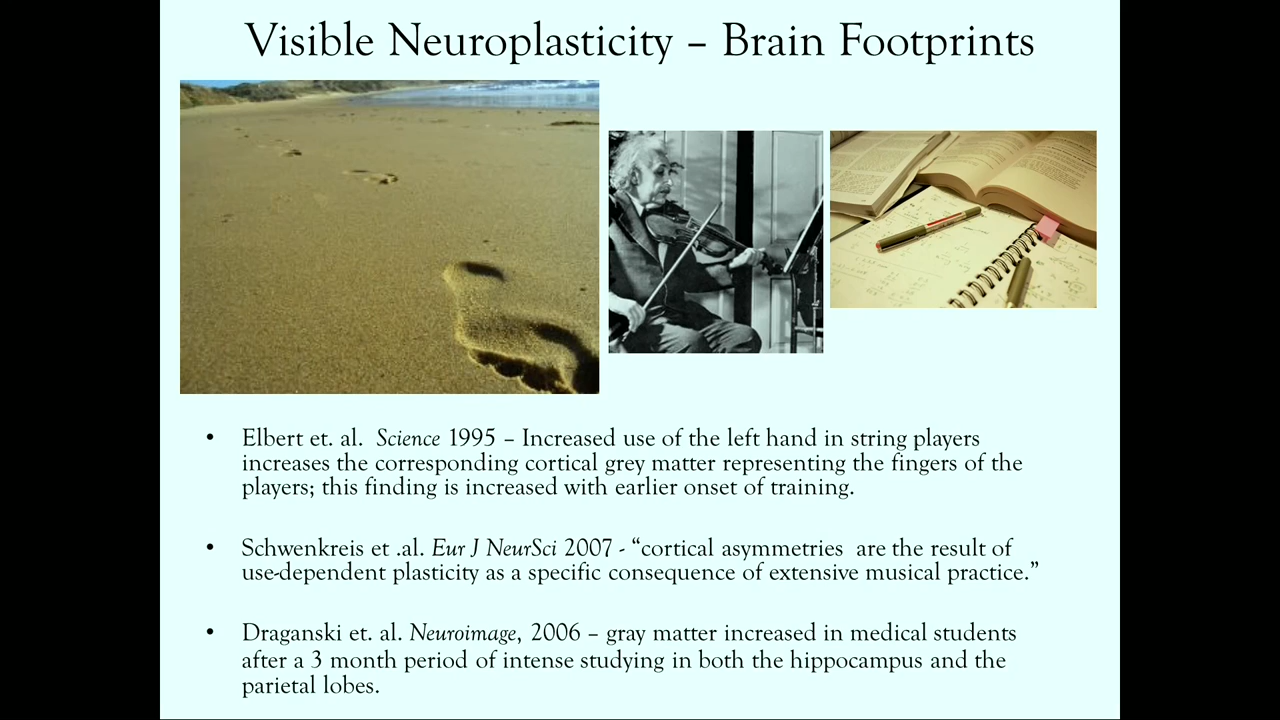 Visible Neuroplasticity – Brain Footprints
• Elbert et. al. Science 1995 – Increased use of the left hand in string players
increases the corresponding cortical grey matter representing the fingers of the
players; this finding is increased with earlier onset of training.
• Schwenkreis et .al. Eur J NeurSci 2007 - “cortical asymmetries are the result of
use-dependent plasticity as a specific consequence of extensive musical practice.”
• Draganski et. al. Neuroimage, 2006 – gray matter increased in medical students
after a 3 month period of intense studying in both the hippocampus and the
parietal lobes.